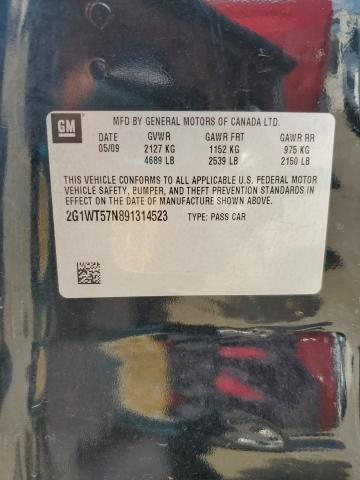 GM
MFD BY GENERAL MOTORS OF CANADA LTD.
DATE GVWR GAWR FRT GAWR RR
05/09 2127 KG 1152 KG 975 KG
4689 LB 2539 LB 2150 LB
THIS VEHICLE CONFORMS TO ALL APPLICABLE U.S. FEDERAL MOTOR
VEHICLE SAFETY, BUMPER, AND THEFT PREVENTION STANDARDS IN
EFFECT ON THE DATE OF MANUFACTURE SHOWN ABOVE.
2G1WT57N891314523 TYPE: PASS CAR